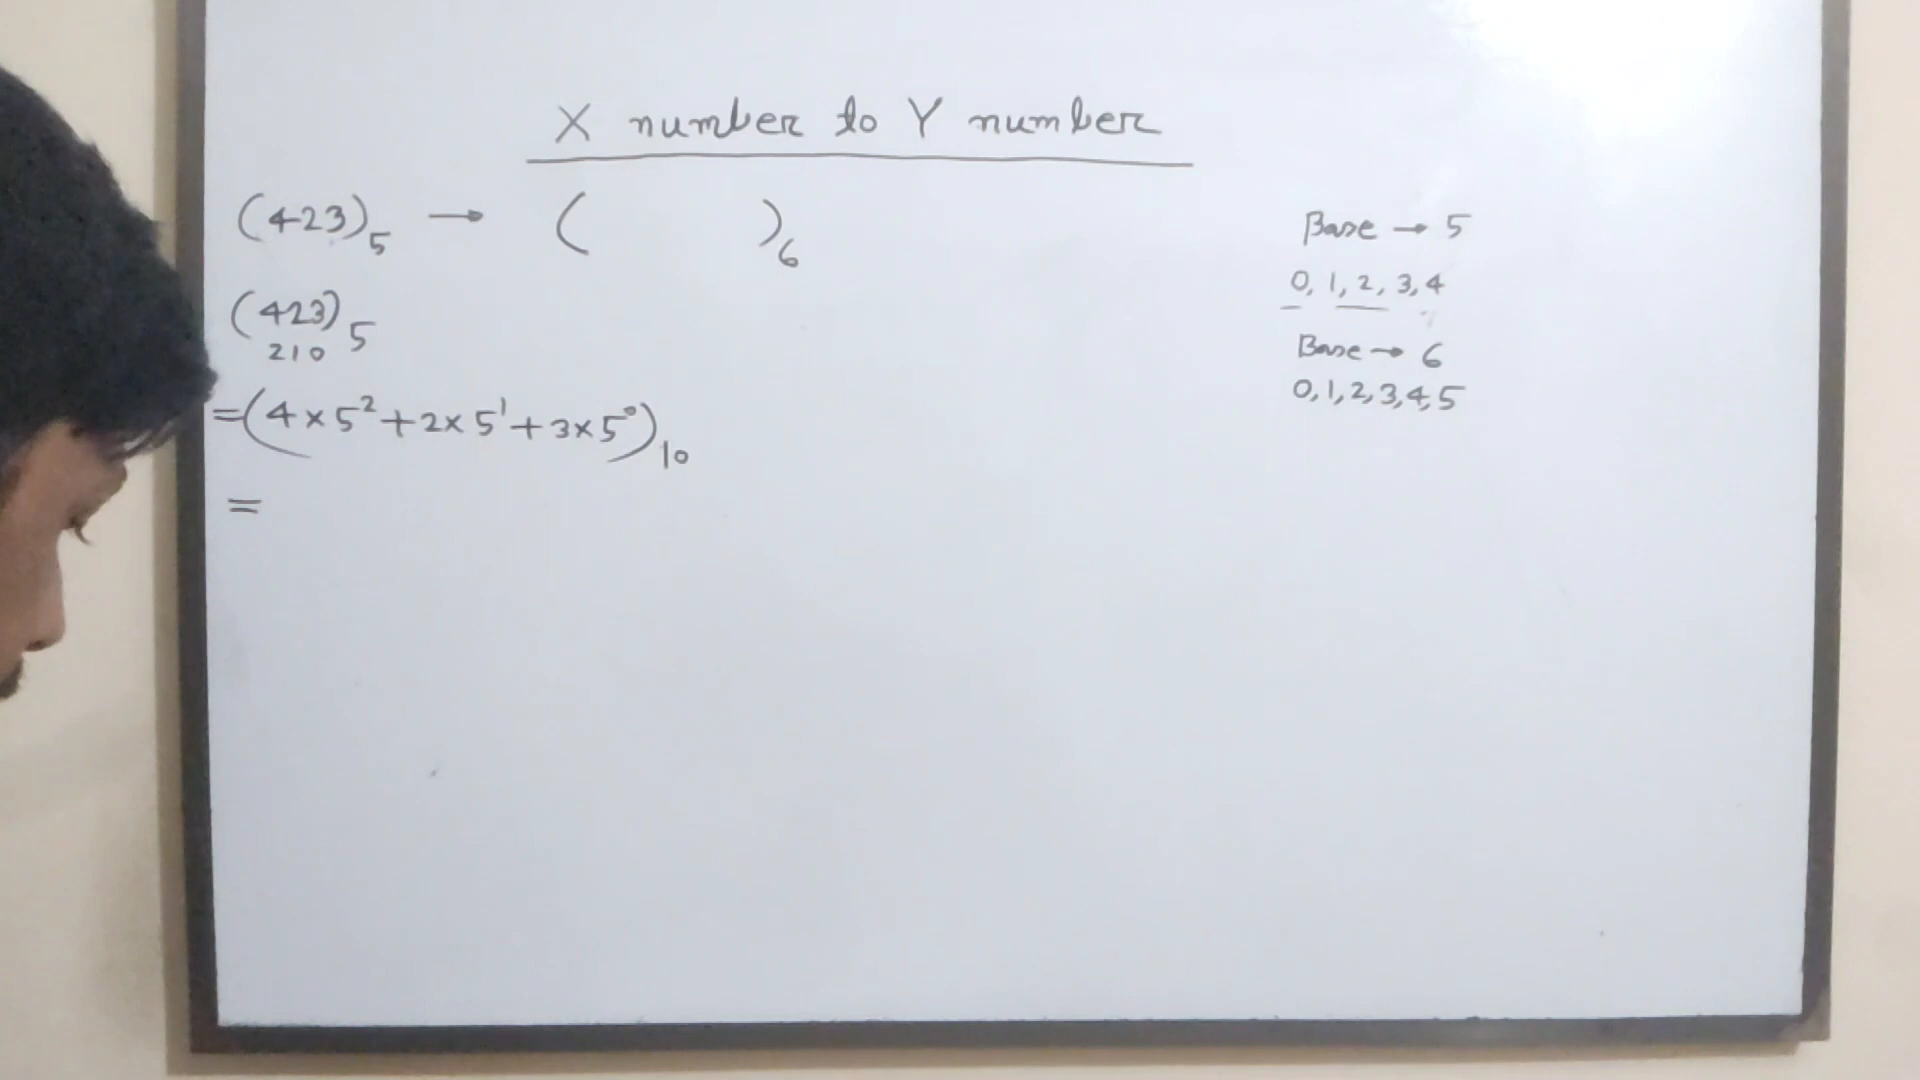 X number to Y number
(423)₅ → (      )₆
(423)₅
210
=(4×5²+2×5¹+3×5⁰)₁₀
=
Base → 5
0, 1, 2, 3, 4
Base → 6
0, 1, 2, 3, 4, 5